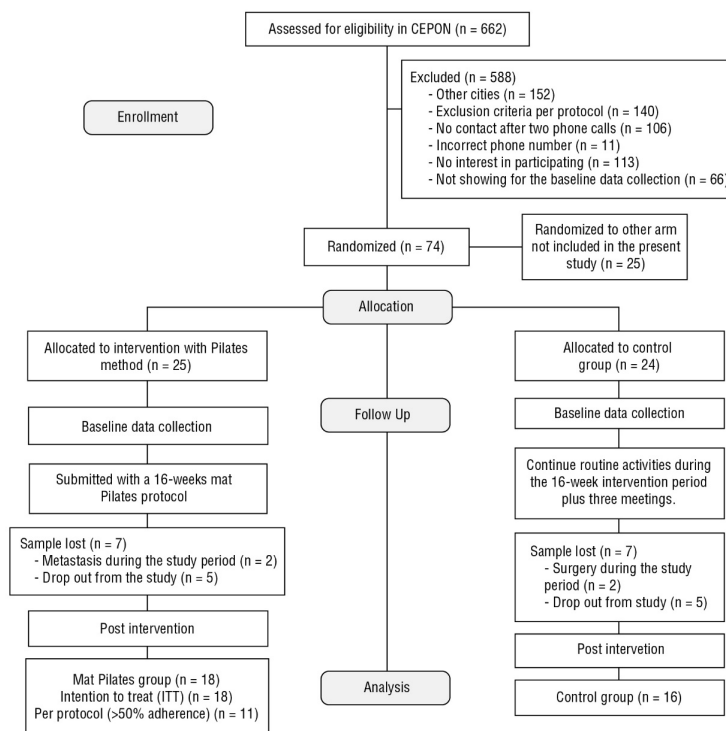 Assessed for eligibility in CEPON (n = 662)
Excluded (n = 588)
- Other cities (n = 152)
- Exclusion criteria per protocol (n = 140)
- No contact after two phone calls (n = 106)
- Incorrect phone number (n = 11)
- No interest in participating (n = 113)
- Not showing for the baseline data collection (n = 66)
Enrollment
Randomized (n = 74)
Randomized to other arm
not included in the present
study (n = 25)
Allocation
Allocated to intervention with Pilates
method (n = 25)
Allocated to control
group (n = 24)
Follow Up
Baseline data collection
Baseline data collection
Submitted with a 16-weeks mat
Pilates protocol
Continue routine activities during
the 16-week intervention period
plus three meetings.
Sample lost (n = 7)
- Metastasis during the study period (n = 2)
- Drop out from the study (n = 5)
Sample lost (n = 7)
- Surgery during the study
period (n = 2)
- Drop out from study (n = 5)
Post intervention
Post intervetion
Mat Pilates group (n = 18)
Intention to treat (ITT) (n = 18)
Per protocol (>50% adherence) (n = 11)
Analysis
Control group (n = 16)